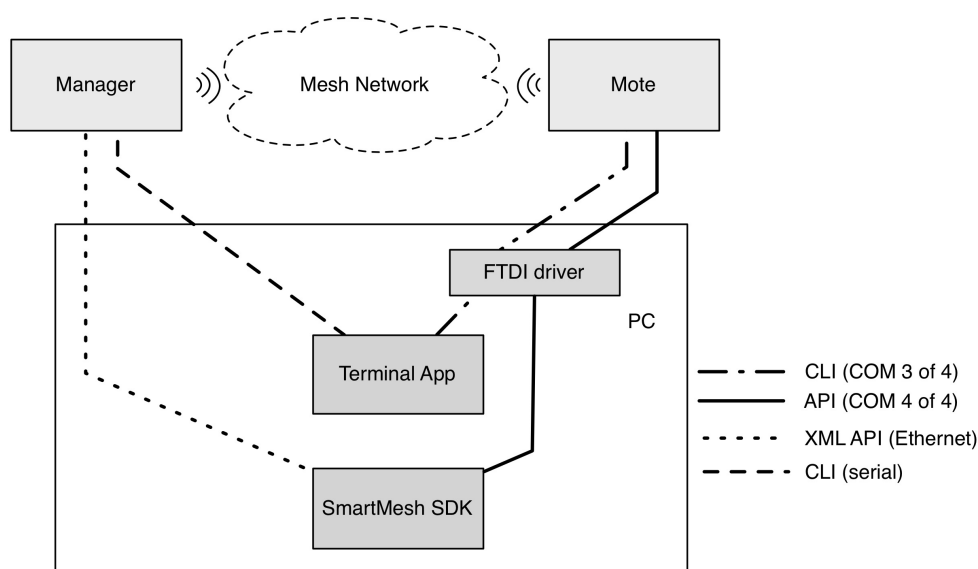 Manager
Mesh Network
Mote
FTDI driver
PC
Terminal App
SmartMesh SDK
CLI (COM 3 of 4)
API (COM 4 of 4)
XML API (Ethernet)
CLI (serial)